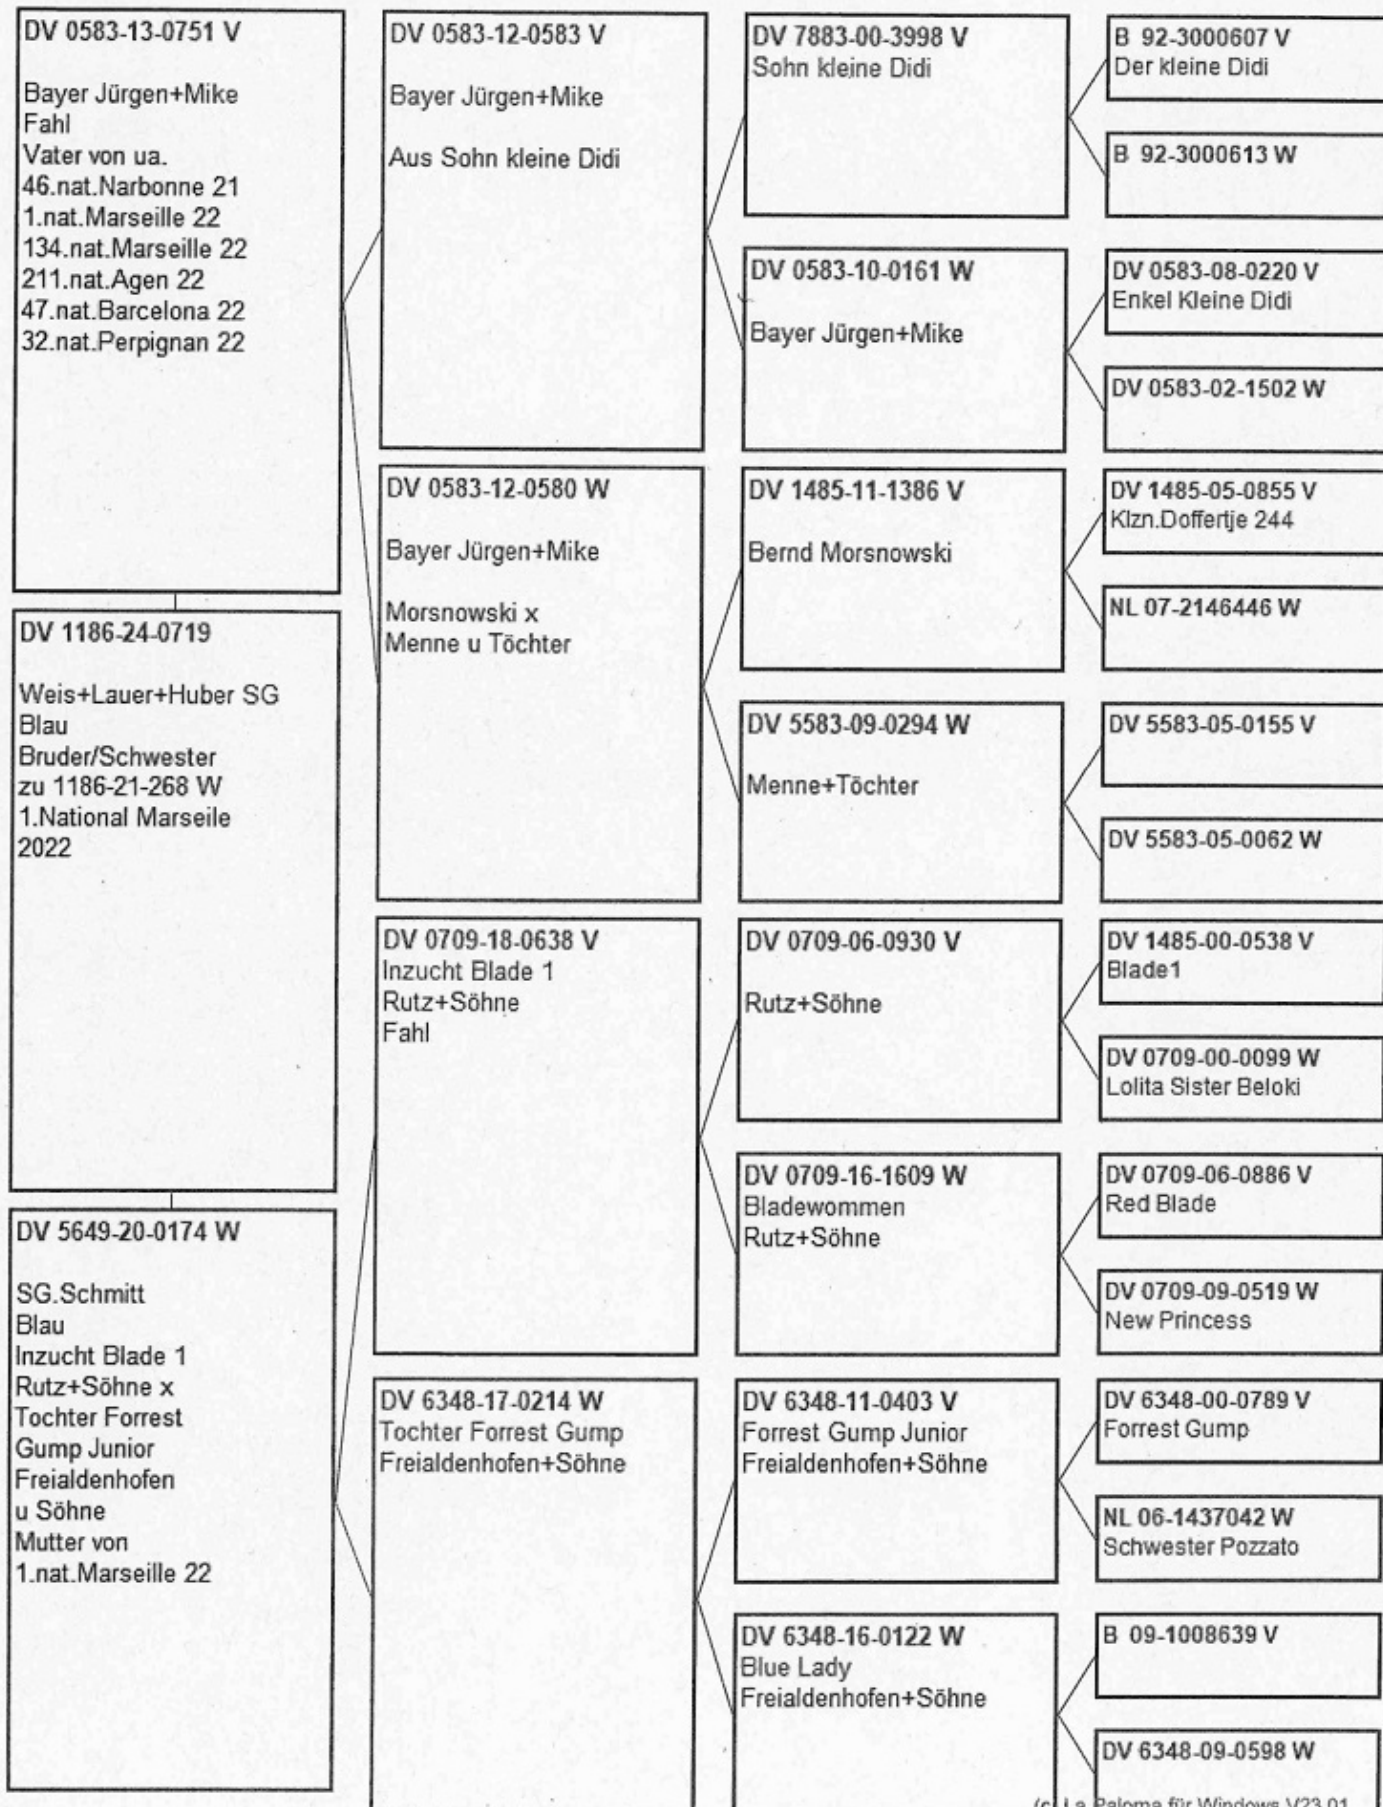 DV 0583-13-0751 V
Bayer Jürgen+Mike
Fahl
Vater von ua.
46.nat.Narbonne 21
1.nat.Marseille 22
134.nat.Marseille 22
211.nat.Agen 22
47.nat.Barcelona 22
32.nat.Perpignan 22
DV 1186-24-0719
Weis+Lauer+Huber SG
Blau
Bruder/Schwester
zu 1186-21-268 W
1.National Marseile
2022
DV 5649-20-0174 W
SG.Schmitt
Blau
Inzucht Blade 1
Rutz+Söhne x
Tochter Forrest
Gump Junior
Freialdenhofen
u Söhne
Mutter von
1.nat.Marseille 22
DV 0583-12-0583 V
Bayer Jürgen+Mike
Aus Sohn kleine Didi
DV 0583-12-0580 W
Bayer Jürgen+Mike
Morsnowski x
Menne u Töchter
DV 0709-18-0638 V
Inzucht Blade 1
Rutz+Söhne
Fahl
DV 6348-17-0214 W
Tochter Forrest Gump
Freialdenhofen+Söhne
DV 7883-00-3998 V
Sohn kleine Didi
DV 0583-10-0161 W
Bayer Jürgen+Mike
DV 1485-11-1386 V
Bernd Morsnowski
DV 5583-09-0294 W
Menne+Töchter
DV 0709-06-0930 V
Rutz+Söhne
DV 0709-16-1609 W
Bladewommen
Rutz+Söhne
DV 6348-11-0403 V
Forrest Gump Junior
Freialdenhofen+Söhne
DV 6348-16-0122 W
Blue Lady
Freialdenhofen+Söhne
B 92-3000607 V
Der kleine Didi
B 92-3000613 W
DV 0583-08-0220 V
Enkel Kleine Didi
DV 0583-02-1502 W
DV 1485-05-0855 V
Klzn.Doffertje 244
NL 07-2146446 W
DV 5583-05-0155 V
DV 5583-05-0062 W
DV 1485-00-0538 V
Blade1
DV 0709-00-0099 W
Lolita Sister Beloki
DV 0709-06-0886 V
Red Blade
DV 0709-09-0519 W
New Princess
DV 6348-00-0789 V
Forrest Gump
NL 06-1437042 W
Schwester Pozzato
B 09-1008639 V
DV 6348-09-0598 W
(c) La Paloma für Windows V23.01